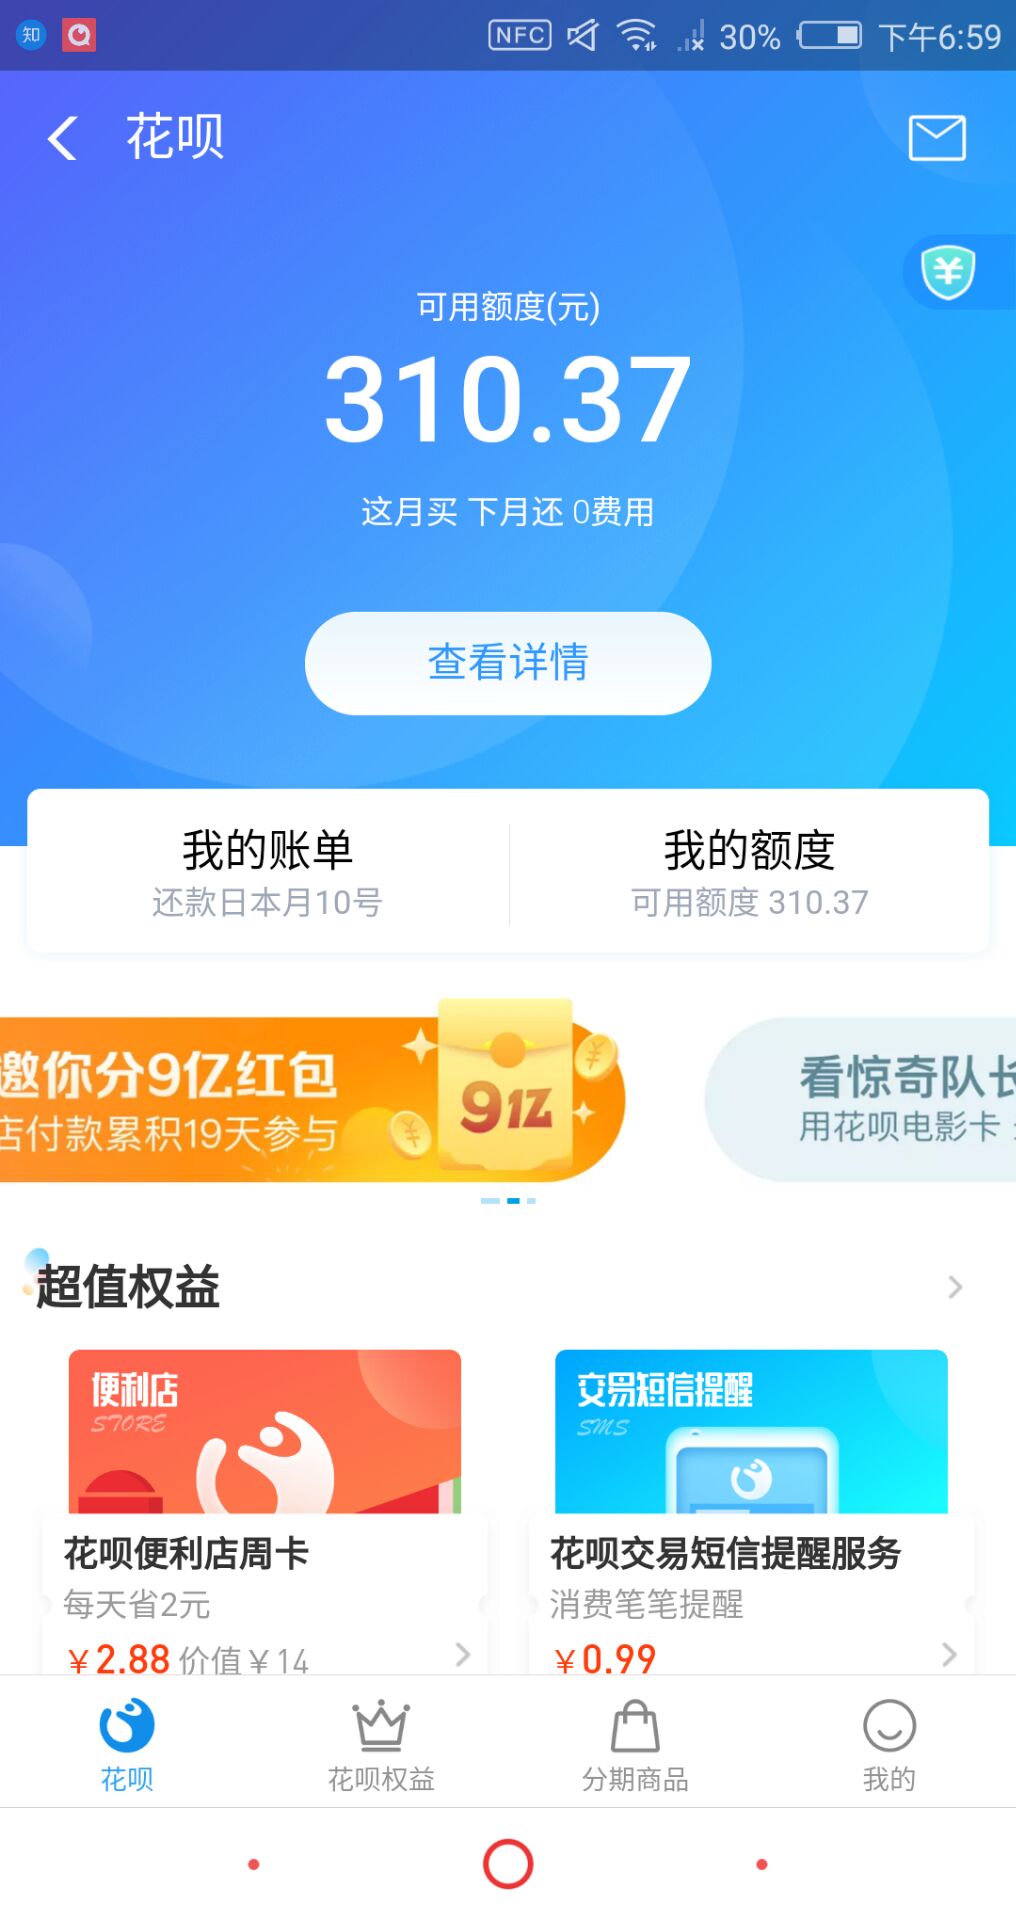 知
NFC 30% 下午6:59
花呗
可用额度(元)
310.37
这月买 下月还 0费用
查看详情
我的账单
还款日本月10号
我的额度
可用额度 310.37
邀你分9亿红包
店付款累积19天参与
9亿
看惊奇队长
用花呗电影卡
超值权益
便利店
STORE
花呗便利店周卡
每天省2元
¥2.88 价值¥14
交易短信提醒
SMS
花呗交易短信提醒服务
消费笔笔提醒
¥0.99
花呗
花呗权益
分期商品
我的